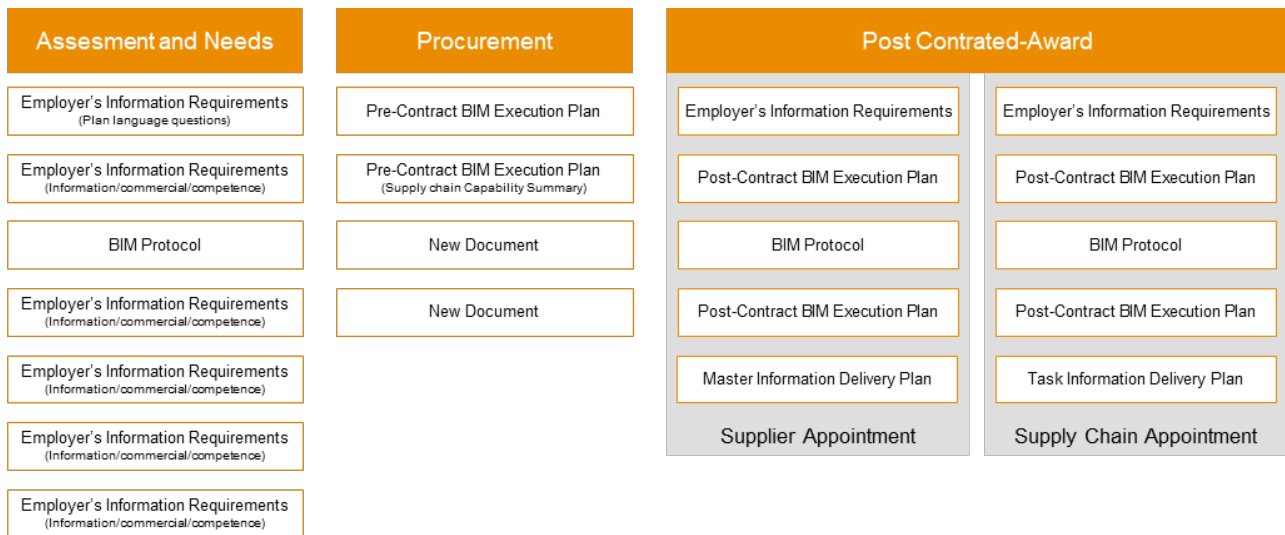 Assesment and Needs
Employer's Information Requirements
(Plan language questions)
Employer's Information Requirements
(Information/commercial/competence)
BIM Protocol
Employer's Information Requirements
(Information/commercial/competence)
Employer's Information Requirements
(Information/commercial/competence)
Employer's Information Requirements
(Information/commercial/competence)
Employer's Information Requirements
(Information/commercial/competence)
Procurement
Pre-Contract BIM Execution Plan
Pre-Contract BIM Execution Plan
(Supply chain Capability Summary)
New Document
New Document
Post Contrated-Award
Employer's Information Requirements
Post-Contract BIM Execution Plan
BIM Protocol
Post-Contract BIM Execution Plan
Master Information Delivery Plan
Supplier Appointment
Employer's Information Requirements
Post-Contract BIM Execution Plan
BIM Protocol
Post-Contract BIM Execution Plan
Task Information Delivery Plan
Supply Chain Appointment